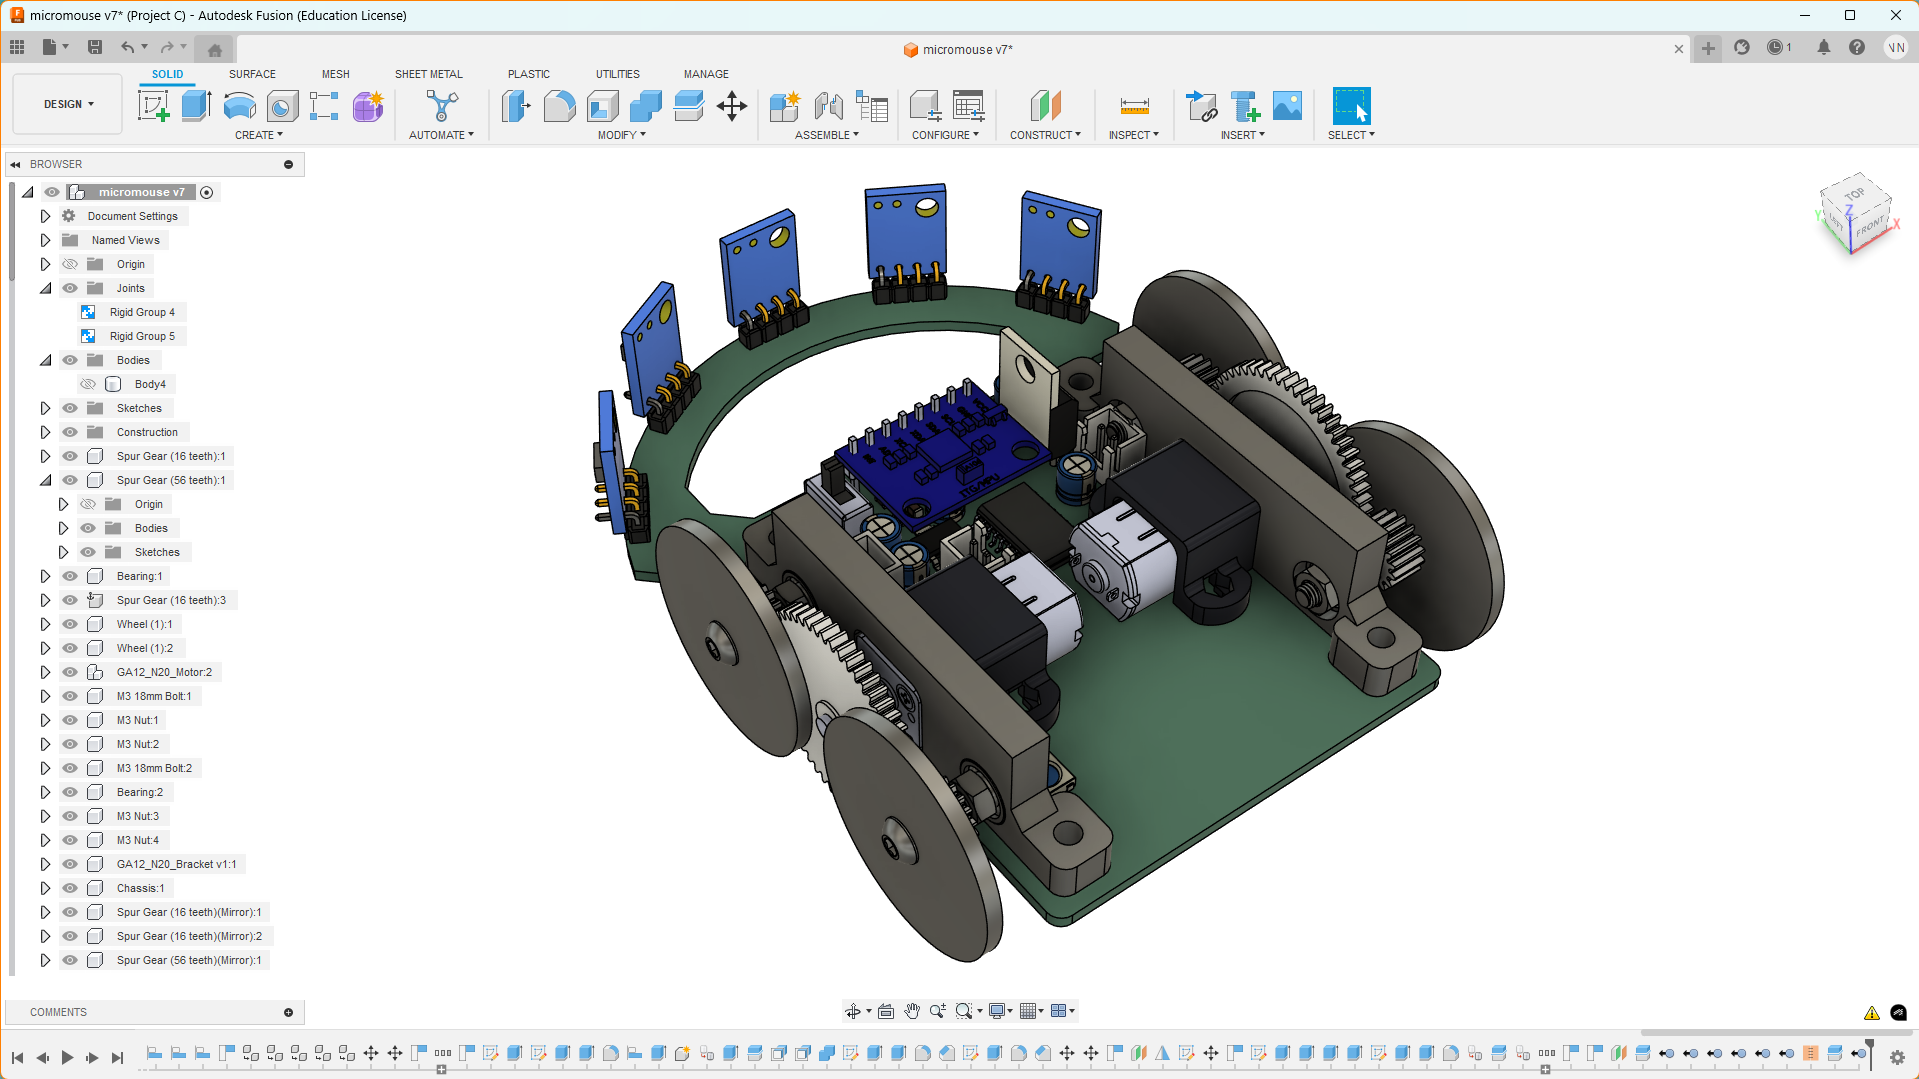 micromouse v7* (Project C) - Autodesk Fusion (Education License)
micromouse v7*
1
VN
DESIGN
SOLID
SURFACE
MESH
SHEET METAL
PLASTIC
UTILITIES
MANAGE
CREATE
AUTOMATE
MODIFY
ASSEMBLE
CONFIGURE
CONSTRUCT
INSPECT
INSERT
SELECT
BROWSER
micromouse v7
Document Settings
Named Views
Origin
Joints
Rigid Group 4
Rigid Group 5
Bodies
Body4
Sketches
Construction
Spur Gear (16 teeth):1
Spur Gear (56 teeth):1
Origin
Bodies
Sketches
Bearing:1
Spur Gear (16 teeth):3
Wheel (1):1
Wheel (1):2
GA12_N20_Motor:2
M3 18mm Bolt:1
M3 Nut:1
M3 Nut:2
M3 18mm Bolt:2
Bearing:2
M3 Nut:3
M3 Nut:4
GA12_N20_Bracket v1:1
Chassis:1
Spur Gear (16 teeth)(Mirror):1
Spur Gear (16 teeth)(Mirror):2
Spur Gear (56 teeth)(Mirror):1
COMMENTS
TOP
LEFT
FRONT
X
Y
Z
ITG/MPU